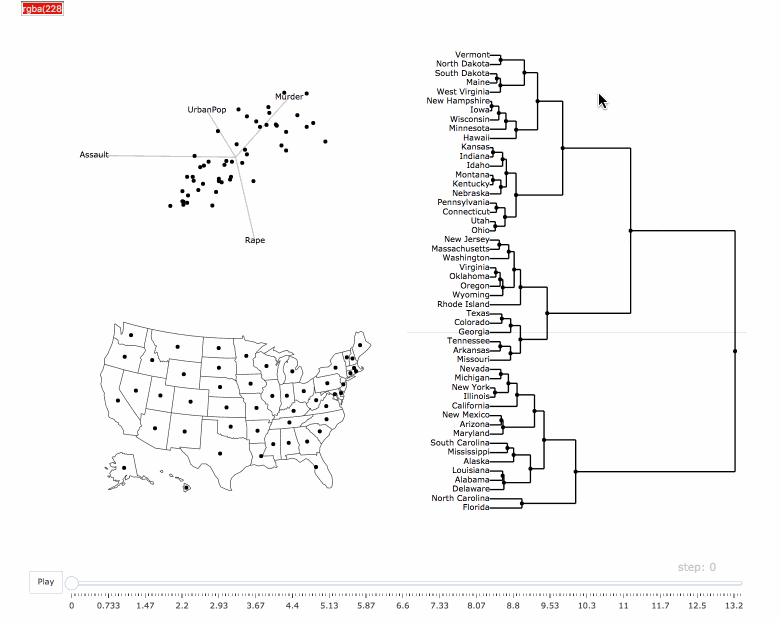 rgba(228
Murder
UrbanPop
Assault
Rape
Vermont
North Dakota
South Dakota
Maine
West Virginia
New Hampshire
Iowa
Wisconsin
Minnesota
Hawaii
Kansas
Indiana
Idaho
Montana
Kentucky
Nebraska
Pennsylvania
Connecticut
Utah
Ohio
New Jersey
Massachusetts
Washington
Virginia
Oklahoma
Oregon
Wyoming
Rhode Island
Texas
Colorado
Georgia
Tennessee
Arkansas
Missouri
Nevada
Michigan
New York
Illinois
California
New Mexico
Arizona
Maryland
South Carolina
Mississippi
Alaska
Louisiana
Alabama
Delaware
North Carolina
Florida
step: 0
Play
0 0.733 1.47 2.2 2.93 3.67 4.4 5.13 5.87 6.6 7.33 8.07 8.8 9.53 10.3 11 11.7 12.5 13.2